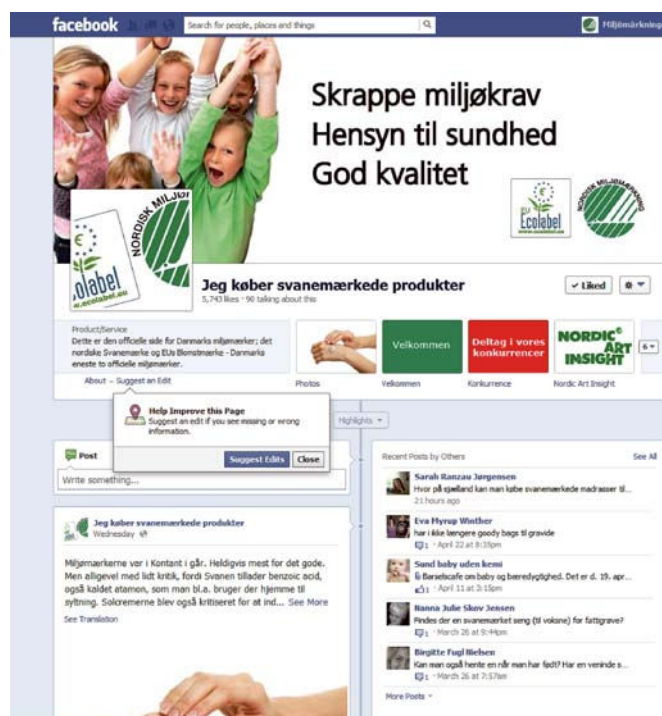 facebook
Search for people, places and things
Miljömärkning
Skrappe miljøkrav
Hensyn til sundhed
God kvalitet
Ecolabel
www.ecolabel.eu
NORDISK MILJØMÆRKNING
NORDISK MILJØ
colabel
w.ecolabel.eu
Jeg køber svanemærkede produkter
5,743 likes · 90 talking about this
Liked
Product/Service
Dette er den officielle side for Danmarks miljømærker; det
nordiske Svanemærke og EUs Blomstmærke - Danmarks
eneste to officielle miljømærker.
About - Suggest an Edit
Photos
Velkommen
Velkommen
Deltag i vores
konkurrencer
Konkurrence
NORDIC
ART
INSIGHT
Nordic Art Insight
6
Help Improve this Page
Suggest an edit if you see missing or wrong
information.
Suggest Edits
Close
Highlights
Post
Write something...
Jeg køber svanemærkede produkter
Wednesday
Miljømærkerne var i Kontant i går. Heldigvis mest for det gode.
Men alligevel med lidt kritik, fordi Svanen tillader benzoic acid,
også kaldet atamon, som man bl.a. bruger der hjemme til
syltning. Solcremerne blev også kritiseret for at ind... See More
See Translation
Recent Posts by Others
See All
Sarah Ranzau Jørgensen
Hvor på sjælland kan man købe svanemærkede madrasser til...
21 hours ago
Eva Myrup Winther
har i ikke længere goody bags til gravide
1 · April 22 at 8:35pm
Sund baby uden kemi
Barselscafe om baby og bæredygtighed. Det er d. 19. apr...
1 · April 11 at 3:15pm
Nanna Julie Skov Jensen
Findes der en svanemærket seng (til voksne) for fattigrøve?
1 · March 26 at 9:44pm
Birgitte Fugl Nielsen
Kan man også hente en når man har født? Har en veninde s...
1 · March 26 at 7:57am
More Posts